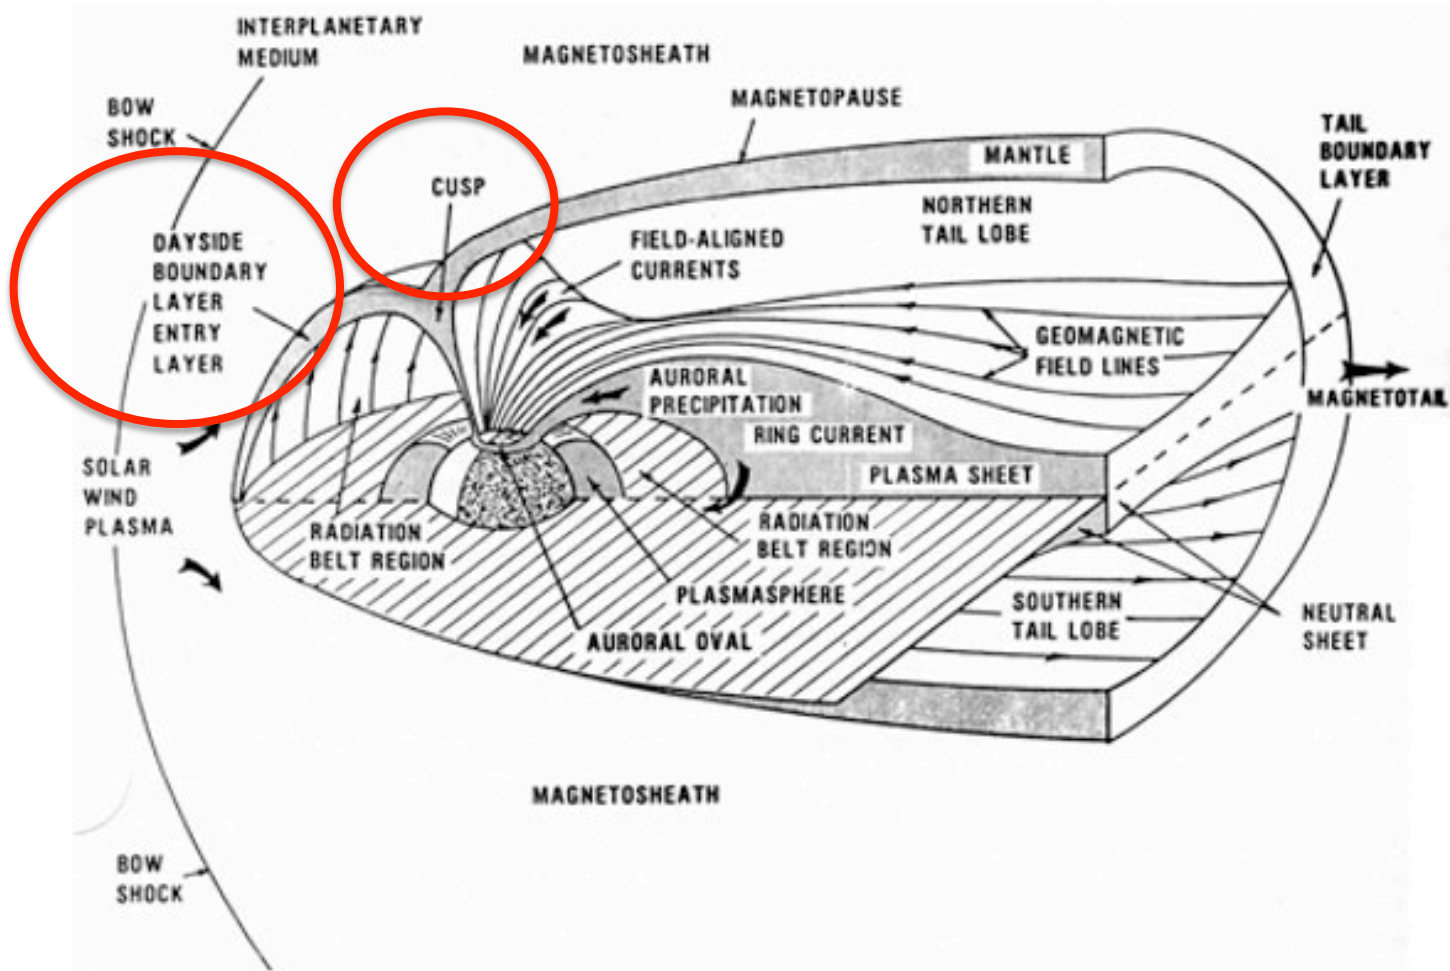 INTERPLANETARY
MEDIUM
MAGNETOSHEATH
BOW
SHOCK
MAGNETOPAUSE
TAIL
BOUNDARY
LAYER
MANTLE
CUSP
NORTHERN
TAIL LOBE
DAYSIDE
BOUNDARY
LAYER
ENTRY
LAYER
FIELD-ALIGNED
CURRENTS
GEOMAGNETIC
FIELD LINES
MAGNETOTAIL
AURORAL
PRECIPITATION
RING CURRENT
PLASMA SHEET
SOLAR
WIND
PLASMA
RADIATION
BELT REGION
RADIATION
BELT REGION
PLASMASPHERE
AURORAL OVAL
SOUTHERN
TAIL LOBE
NEUTRAL
SHEET
MAGNETOSHEATH
BOW
SHOCK